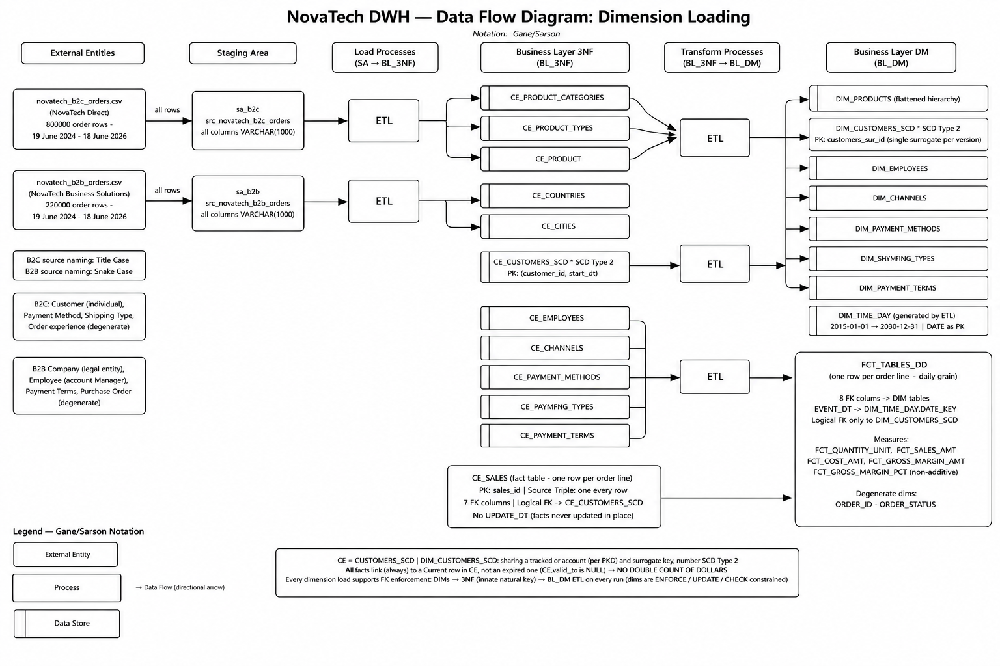 NovaTech DWH — Data Flow Diagram: Dimension Loading
Notation: Gane/Sarson
External Entities
Staging Area
Load Processes
(SA → BL_3NF)
Business Layer 3NF
(BL_3NF)
Transform Processes
(BL_3NF → BL_DM)
Business Layer DM
(BL_DM)
novatech_b2c_orders.csv
(NovaTech Direct)
800000 order rows -
19 June 2024 - 18 June 2026
all rows
sa_b2c
src_novatech_b2c_orders
all columns VARCHAR(1000)
ETL
novatech_b2b_orders.csv
(NovaTech Business Solutions)
220000 order rows -
19 June 2024 - 18 June 2026
all rows
sa_b2b
src_novatech_b2b_orders
all columns VARCHAR(1000)
ETL
B2C source naming: Title Case
B2B source naming: Snake Case
B2C: Customer (individual),
Payment Method, Shipping Type,
Order experience (degenerate)
B2B Company (legal entity),
Employee (account Manager),
Payment Terms, Purchase Order
(degenerate)
CE_PRODUCT_CATEGORIES
CE_PRODUCT_TYPES
CE_PRODUCT
CE_COUNTRIES
CE_CITIES
CE_CUSTOMERS_SCD * SCD Type 2
PK: (customer_id, start_dt)
CE_EMPLOYEES
CE_CHANNELS
CE_PAYMENT_METHODS
CE_PAYMFNG_TYPES
CE_PAYMENT_TERMS
CE_SALES (fact table - one row per order line)
PK: sales_id | Source Triple: one every row
7 FK columns | Logical FK -> CE_CUSTOMERS_SCD
No UPDATE_DT (facts never updated in place)
ETL
ETL
ETL
DIM_PRODUCTS (flattened hierarchy)
DIM_CUSTOMERS_SCD * SCD Type 2
PK: customers_sur_id (single surrogate per version)
DIM_EMPLOYEES
DIM_CHANNELS
DIM_PAYMENT_METHODS
DIM_SHYMFING_TYPES
DIM_PAYMENT_TERMS
DIM_TIME_DAY (generated by ETL)
2015-01-01 → 2030-12-31 | DATE as PK
FCT_TABLES_DD
(one row per order line - daily grain)
8 FK colums -> DIM tables
EVENT_DT -> DIM_TIME_DAY.DATE_KEY
Logical FK only to DIM_CUSTOMERS_SCD
Measures:
FCT_QUANTITY_UNIT, FCT_SALES_AMT
FCT_COST_AMT, FCT_GROSS_MARGIN_AMT
FCT_GROSS_MARGIN_PCT (non-additive)
Degenerate dims:
ORDER_ID - ORDER_STATUS
Legend — Gane/Sarson Notation
External Entity
Process
→ Data Flow (directional arrow)
Data Store
CE = CUSTOMERS_SCD | DIM_CUSTOMERS_SCD: sharing a tracked or account (per PKD) and surrogate key, number SCD Type 2
All facts link (always) to a Current row in CE, not an expired one (CE.valid_to is NULL) → NO DOUBLE COUNT OF DOLLARS
Every dimension load supports FK enforcement: DIMs → 3NF (innate natural key) → BL_DM ETL on every run (dims are ENFORCE / UPDATE / CHECK constrained)